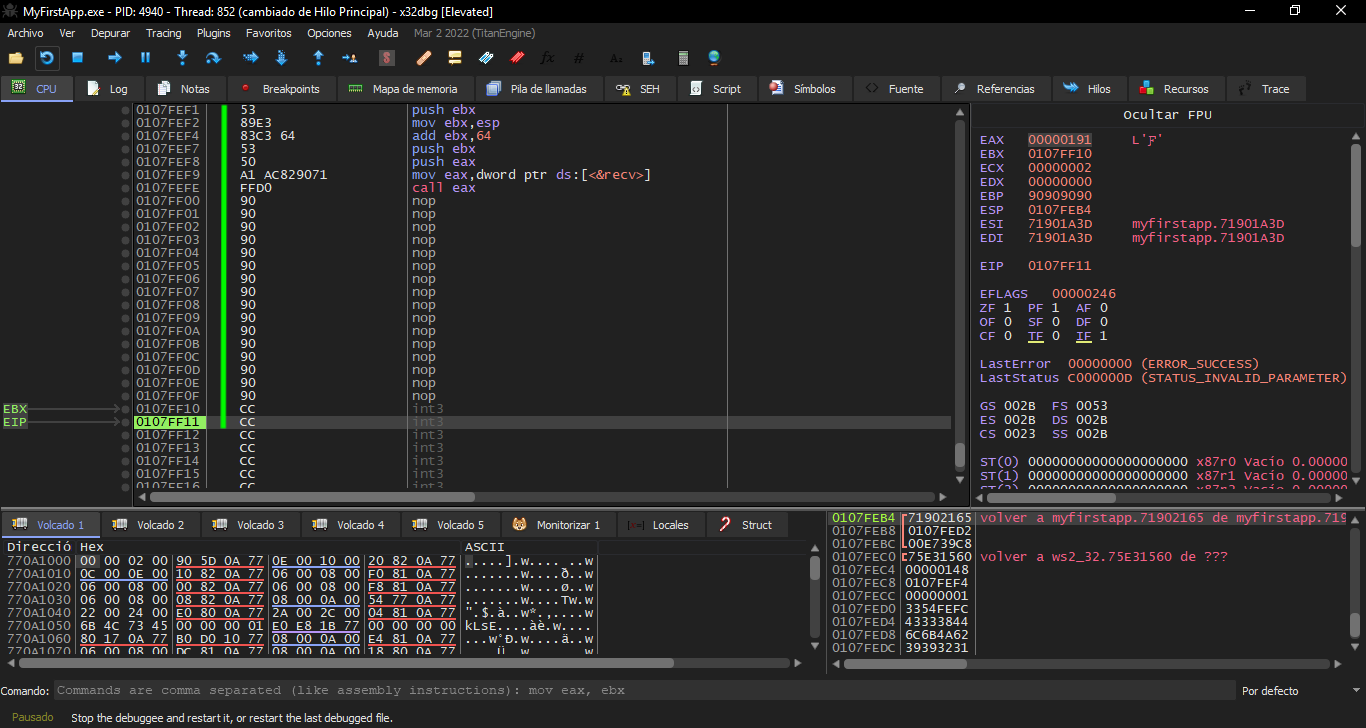 MyFirstApp.exe - PID: 4940 - Thread: 852 (cambiado de Hilo Principal) - x32dbg [Elevated]
Archivo Ver Depurar Tracing Plugins Favoritos Opciones Ayuda Mar 2 2022 (TitanEngine)
CPU Log Notas Breakpoints Mapa de memoria Pila de llamadas SEH Script Símbolos Fuente Referencias Hilos Recursos Trace
0107FEF1 53 push ebx
0107FEF2 89E3 mov ebx,esp
0107FEF4 83C3 64 add ebx,64
0107FEF7 53 push ebx
0107FEF8 50 push eax
0107FEF9 A1 AC829071 mov eax,dword ptr ds:[<&recv>]
0107FEFE FFD0 call eax
0107FF00 90 nop
0107FF01 90 nop
0107FF02 90 nop
0107FF03 90 nop
0107FF04 90 nop
0107FF05 90 nop
0107FF06 90 nop
0107FF07 90 nop
0107FF08 90 nop
0107FF09 90 nop
0107FF0A 90 nop
0107FF0B 90 nop
0107FF0C 90 nop
0107FF0D 90 nop
0107FF0E 90 nop
0107FF0F 90 nop
EBX 0107FF10 CC int3
EIP 0107FF11 CC int3
0107FF12 CC int3
0107FF13 CC int3
0107FF14 CC int3
0107FF15 CC int3
0107FF16 CC int3
Ocultar FPU
EAX 00000191
EBX 0107FF10
ECX 00000002
EDX 00000000
EBP 90909090
ESP 0107FEB4
ESI 71901A3D myfirstapp.71901A3D
EDI 71901A3D myfirstapp.71901A3D
EIP 0107FF11
EFLAGS 00000246
ZF 1 PF 1 AF 0
OF 0 SF 0 DF 0
CF 0 TF 0 IF 1
LastError 00000000 (ERROR_SUCCESS)
LastStatus C000000D (STATUS_INVALID_PARAMETER)
GS 002B FS 0053
ES 002B DS 002B
CS 0023 SS 002B
ST(0) 00000000000000000000 x87r0 Vacio 0.00000
ST(1) 00000000000000000000 x87r1 Vacio 0.00000
Volcado 1 Volcado 2 Volcado 3 Volcado 4 Volcado 5 Monitorizar 1 Locales Struct
Direcció Hex ASCII
770A1000 00 00 02 00 90 5D 0A 77 0E 00 10 00 20 82 0A 77 .....].w.... ..w
770A1010 0C 00 0E 00 10 82 0A 77 06 00 08 00 F0 81 0A 77 .......w....ð..w
770A1020 06 00 08 00 00 82 0A 77 06 00 08 00 F8 81 0A 77 .......w....ø..w
770A1030 06 00 08 00 08 82 0A 77 08 00 0A 00 54 77 0A 77 .......w....Tw.w
770A1040 22 00 24 00 E0 80 0A 77 2A 00 2C 00 04 81 0A 77 ".$.à..w*.,....w
770A1050 6B 4C 73 45 00 00 00 01 E0 E8 1B 77 00 00 00 00 kLsE....àè.w....
770A1060 80 17 0A 77 B0 D0 10 77 08 00 0A 00 E4 81 0A 77 ...w°Ð.w....ä..w
770A1070 06 00 08 00 DC 81 0A 77 08 00 0A 00 18 80 0A 77
0107FEB4 71902165 volver a myfirstapp.71902165 de myfirstapp.719
0107FEB8 0107FED2
0107FEBC 00E739C8
0107FEC0 75E31560 volver a ws2_32.75E31560 de ???
0107FEC4 00000148
0107FEC8 0107FEF4
0107FECC 00000001
0107FED0 3354FEFC
0107FED4 43333844
0107FED8 6C6B4A62
0107FEDC 39393231
Comando: Commands are comma separated (like assembly instructions): mov eax, ebx Por defecto
Pausado Stop the debuggee and restart it, or restart the last debugged file.